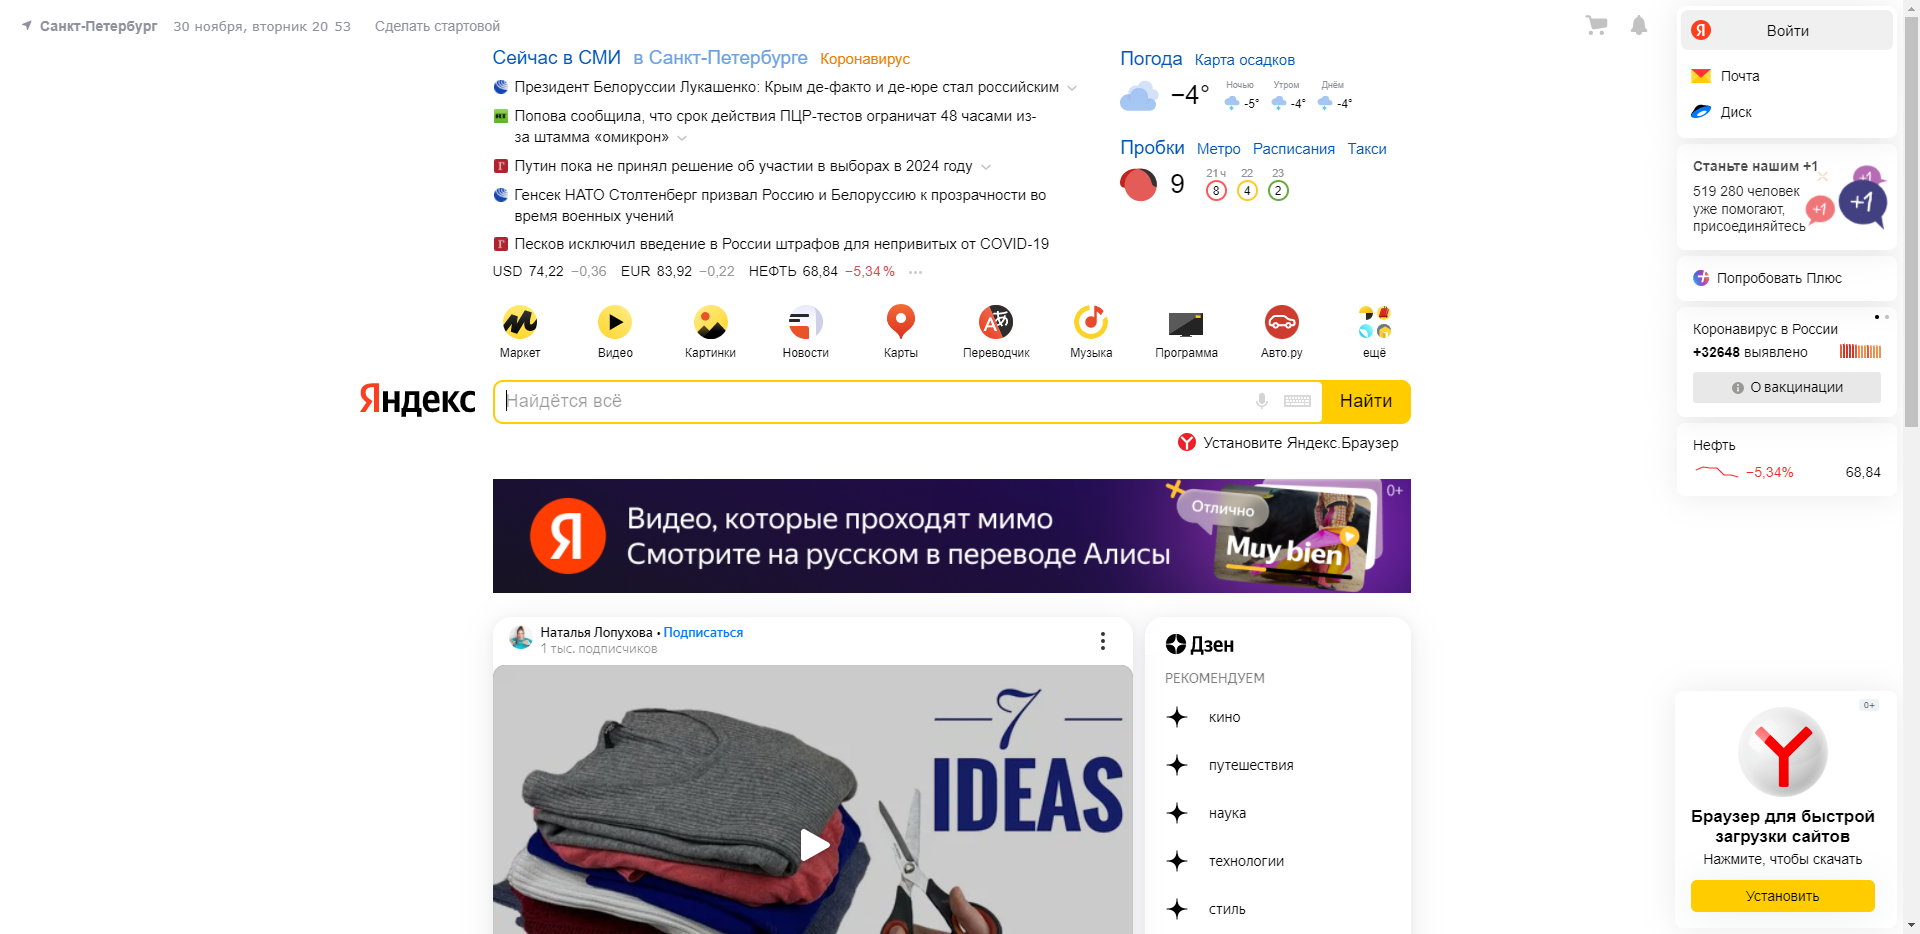 Санкт-Петербург 30 ноября, вторник 20 53 Сделать стартовой
Сейчас в СМИ в Санкт-Петербурге Коронавирус
Президент Белоруссии Лукашенко: Крым де-факто и де-юре стал российским
Попова сообщила, что срок действия ПЦР-тестов ограничат 48 часами из-
за штамма «омикрон»
Путин пока не принял решение об участии в выборах в 2024 году
Генсек НАТО Столтенберг призвал Россию и Белоруссию к прозрачности во
время военных учений
Песков исключил введение в России штрафов для непривитых от COVID-19
USD 74,22 −0,36 EUR 83,92 −0,22 НЕФТЬ 68,84 −5,34%
Погода Карта осадков
−4° Ночью -5° Утром -4° Днём -4°
Пробки Метро Расписания Такси
9 21 ч 8 22 4 23 2
Маркет Видео Картинки Новости Карты Переводчик Музыка Программа Авто.ру ещё
Яндекс Найдётся всё Найти
Установите Яндекс.Браузер
Я
Видео, которые проходят мимо
Смотрите на русском в переводе Алисы
Отлично
Muy bien
0+
Наталья Лопухова • Подписаться
1 тыс. подписчиков
7
IDEAS
Дзен
РЕКОМЕНДУЕМ
кино
путешествия
наука
технологии
стиль
Я Войти
Почта
Диск
Станьте нашим +1
519 280 человек
уже помогают,
присоединяйтесь
+1
+1
+1
Попробовать Плюс
Коронавирус в России
+32648 выявлено
О вакцинации
Нефть
−5,34% 68,84
0+
Браузер для быстрой
загрузки сайтов
Нажмите, чтобы скачать
Установить